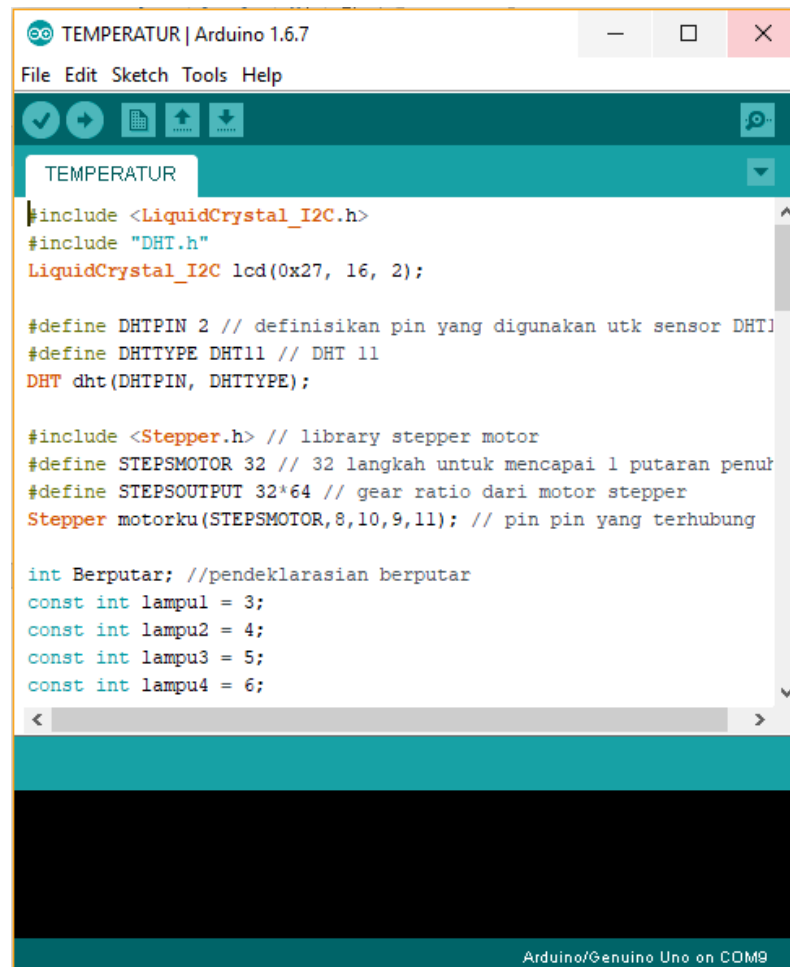 TEMPERATUR | Arduino 1.6.7
File Edit Sketch Tools Help
TEMPERATUR
#include <LiquidCrystal_I2C.h>
#include "DHT.h"
LiquidCrystal_I2C lcd(0x27, 16, 2);
#define DHTPIN 2 // definisikan pin yang digunakan utk sensor
#define DHTTYPE DHT11 // DHT 11
DHT dht(DHTPIN, DHTTYPE);
#include <Stepper.h> // library stepper motor
#define STEPSMOTOR 32 // 32 langkah untuk mencapai 1 putaran
#define STEPSOUTPUT 32*64 // gear ratio dari motor stepper
Stepper motorku(STEPSMOTOR,8,10,9,11); // pin pin yang terhubung
int Berputar; //pendeklarasian berputar
const int lampu1 = 3;
const int lampu2 = 4;
const int lampu3 = 5;
const int lampu4 = 6;
Arduino/Genuino Uno on COM9